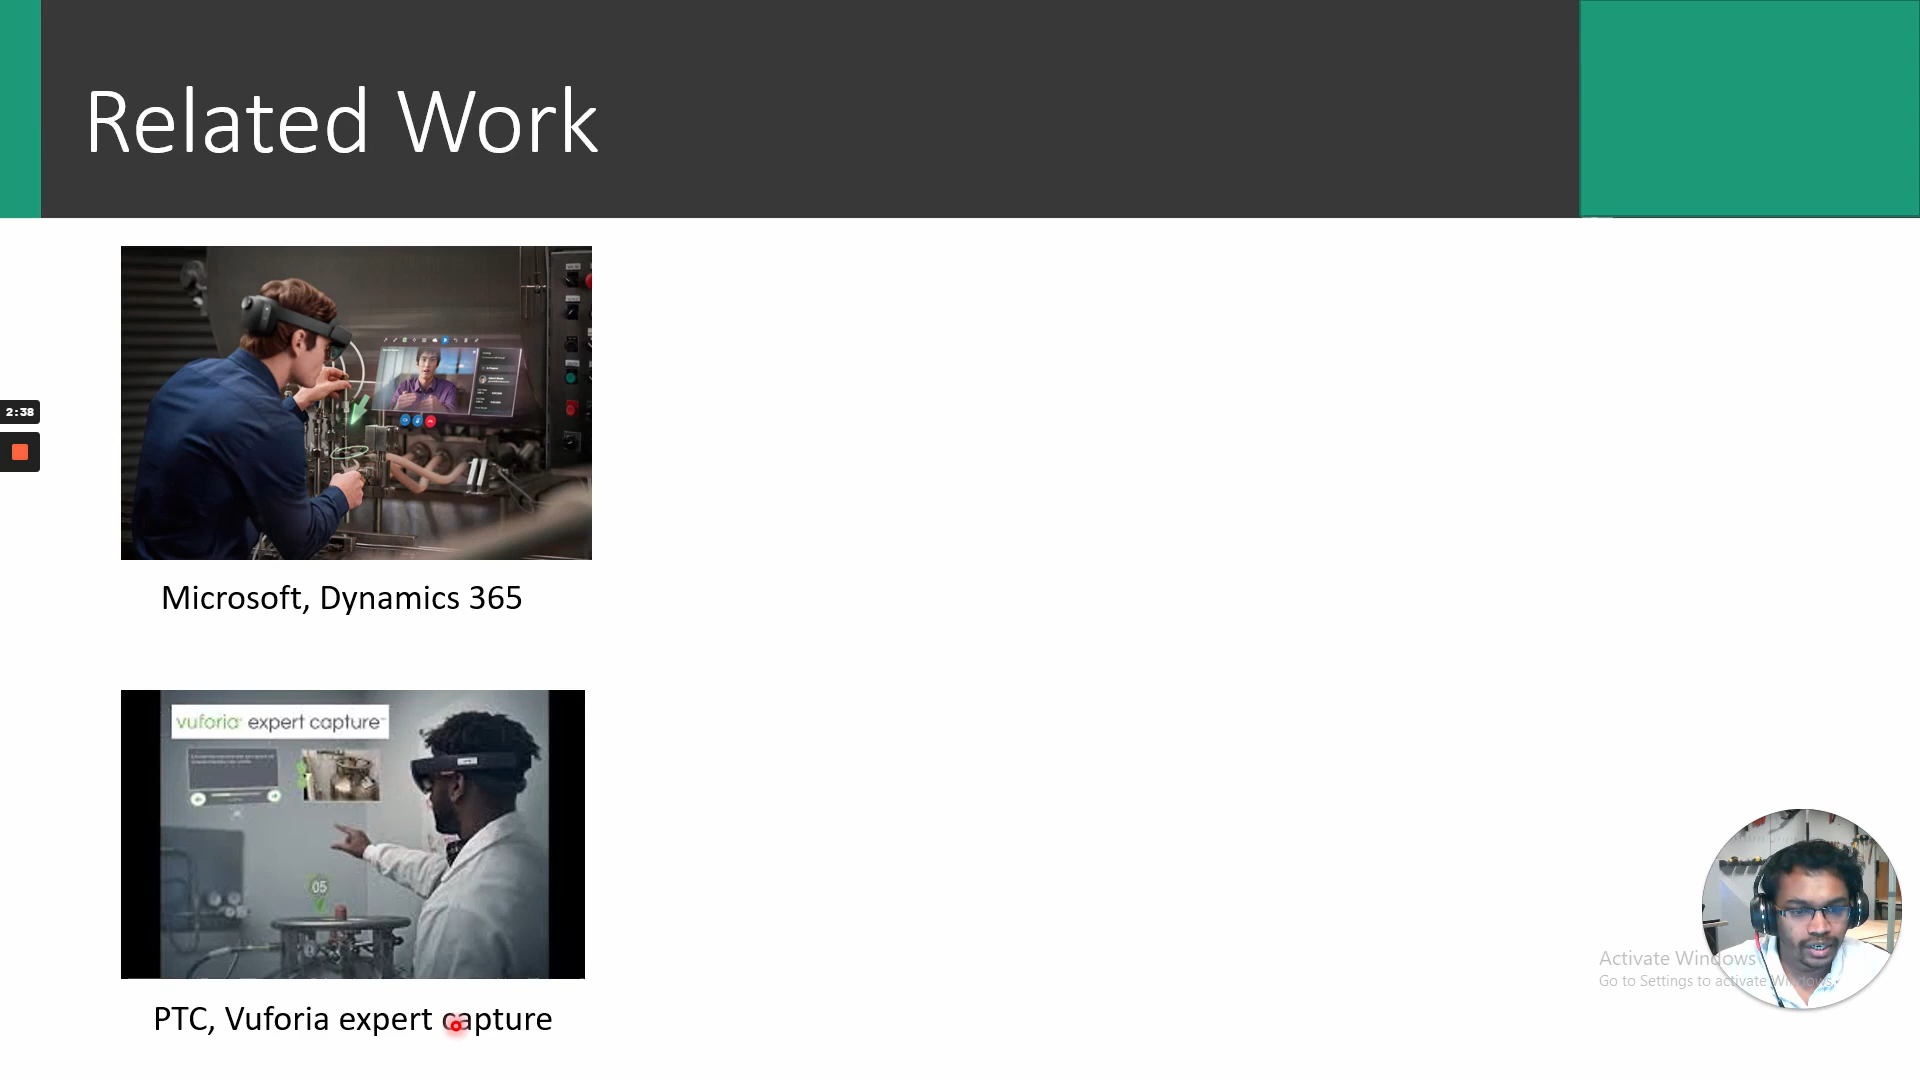 Related Work
2:38
Microsoft, Dynamics 365
vuforia expert capture
05
PTC, Vuforia expert capture
Activate Windows
Go to Settings to activate Windows.